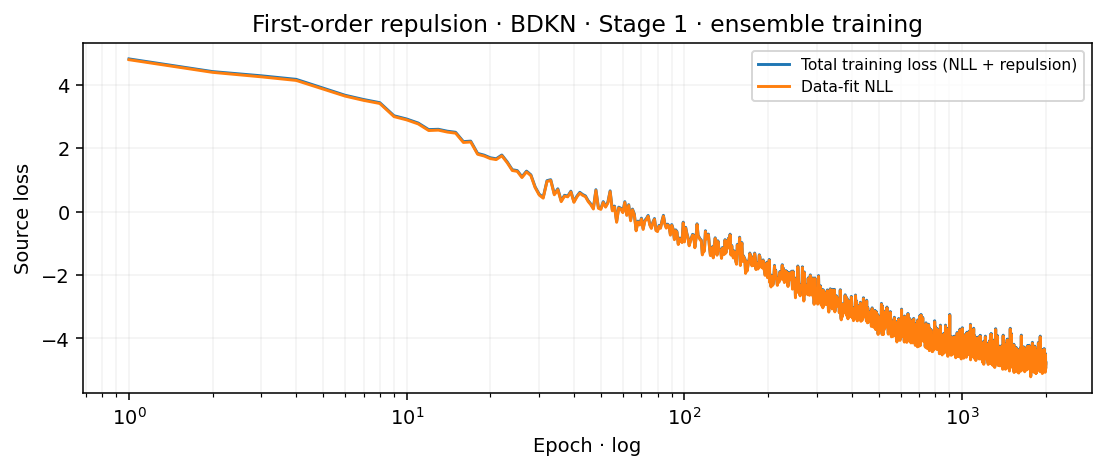 First-order repulsion · BDKN · Stage 1 · ensemble training
Total training loss (NLL + repulsion)
Data-fit NLL
Source loss
4
2
0
−2
−4
10⁰
10¹
10²
10³
Epoch · log